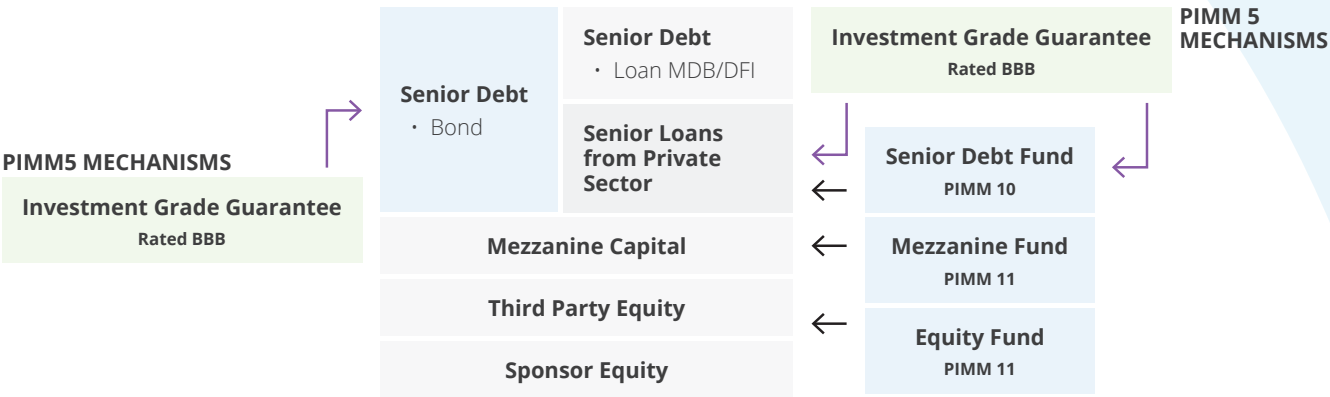 PIMM5 MECHANISMS
Investment Grade Guarantee
Rated BBB
Senior Debt
· Bond
Senior Debt
· Loan MDB/DFI
Senior Loans
from Private
Sector
Mezzanine Capital
Third Party Equity
Sponsor Equity
Investment Grade Guarantee
Rated BBB
PIMM 5
MECHANISMS
Senior Debt Fund
PIMM 10
Mezzanine Fund
PIMM 11
Equity Fund
PIMM 11